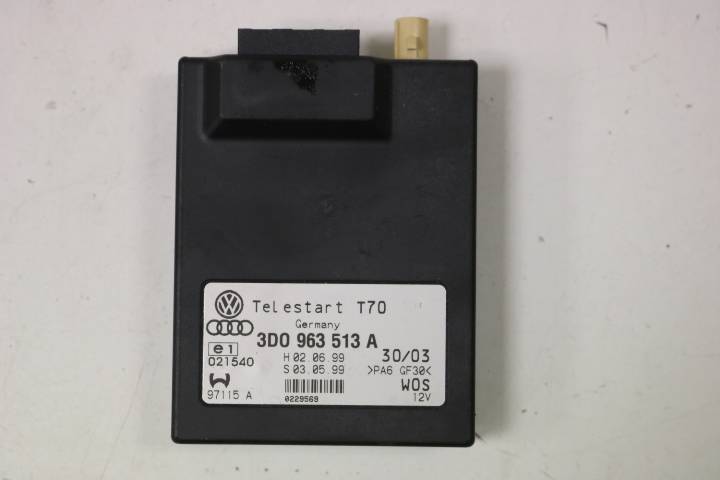 Telestart T70
Germany
3D0 963 513 A
e1
021540
H 02.06.99
S 03.05.99
30/03
>PA6 GF30<
97115 A
0229569
WOS
12V